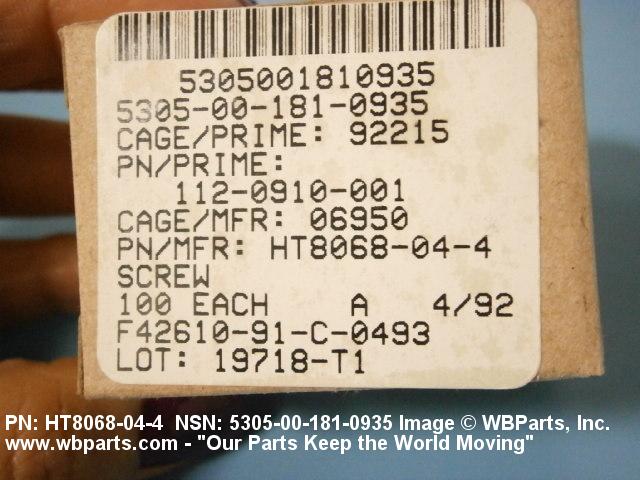 5305001810935
5305-00-181-0935
CAGE/PRIME: 92215
PN/PRIME:
112-0910-001
CAGE/MFR: 06950
PN/MFR: HT8068-04-4
SCREW
100 EACH A 4/92
F42610-91-C-0493
LOT: 19718-T1
PN: HT8068-04-4 NSN: 5305-00-181-0935 Image © WBParts, Inc.
www.wbparts.com - "Our Parts Keep the World Moving"